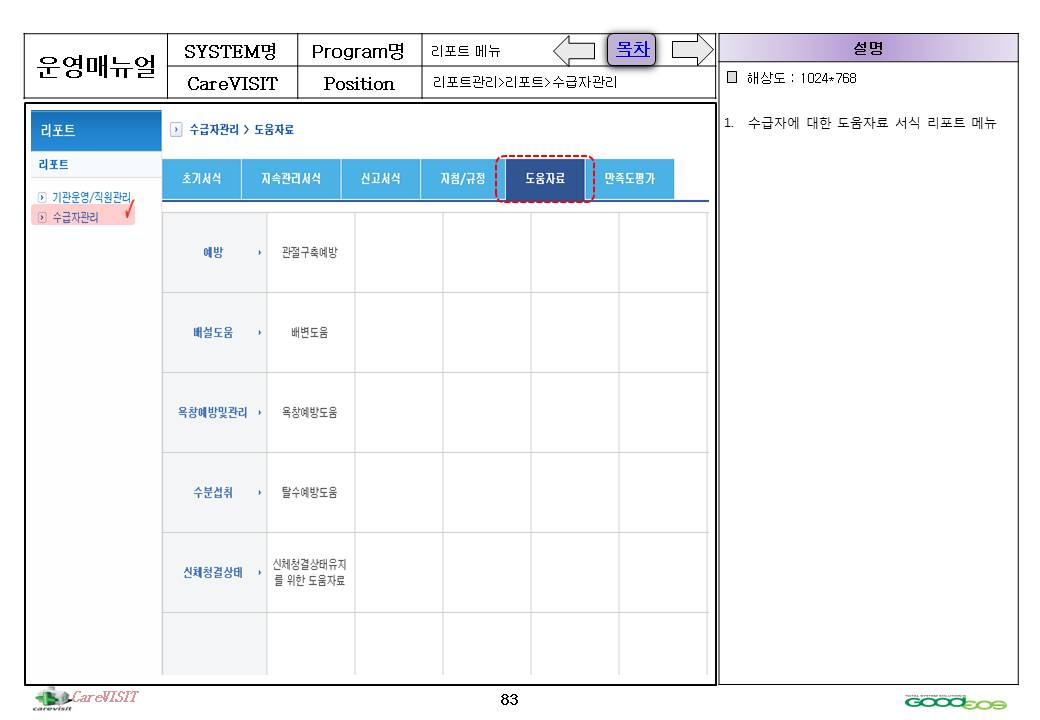 운영매뉴얼
SYSTEM명
Program명
리포트 메뉴
목차
CareVISIT
Position
리포트관리>리포트>수급자관리
설명
해상도 : 1024*768
1. 수급자에 대한 도움자료 서식 리포트 메뉴
리포트
리포트
기관운영/직원관리
수급자관리
수급자관리 > 도움자료
초기서식
지속관리서식
신고서식
지침/규정
도움자료
만족도평가
예방
관절구축예방
배설도움
배변도움
욕창예방및관리
욕창예방도움
수분섭취
탈수예방도움
신체청결상태
신체청결상태유지
를 위한 도움자료
CareVISIT
carevisit
83
TOTAL SYSTEM SOLUTION
GOODEOS